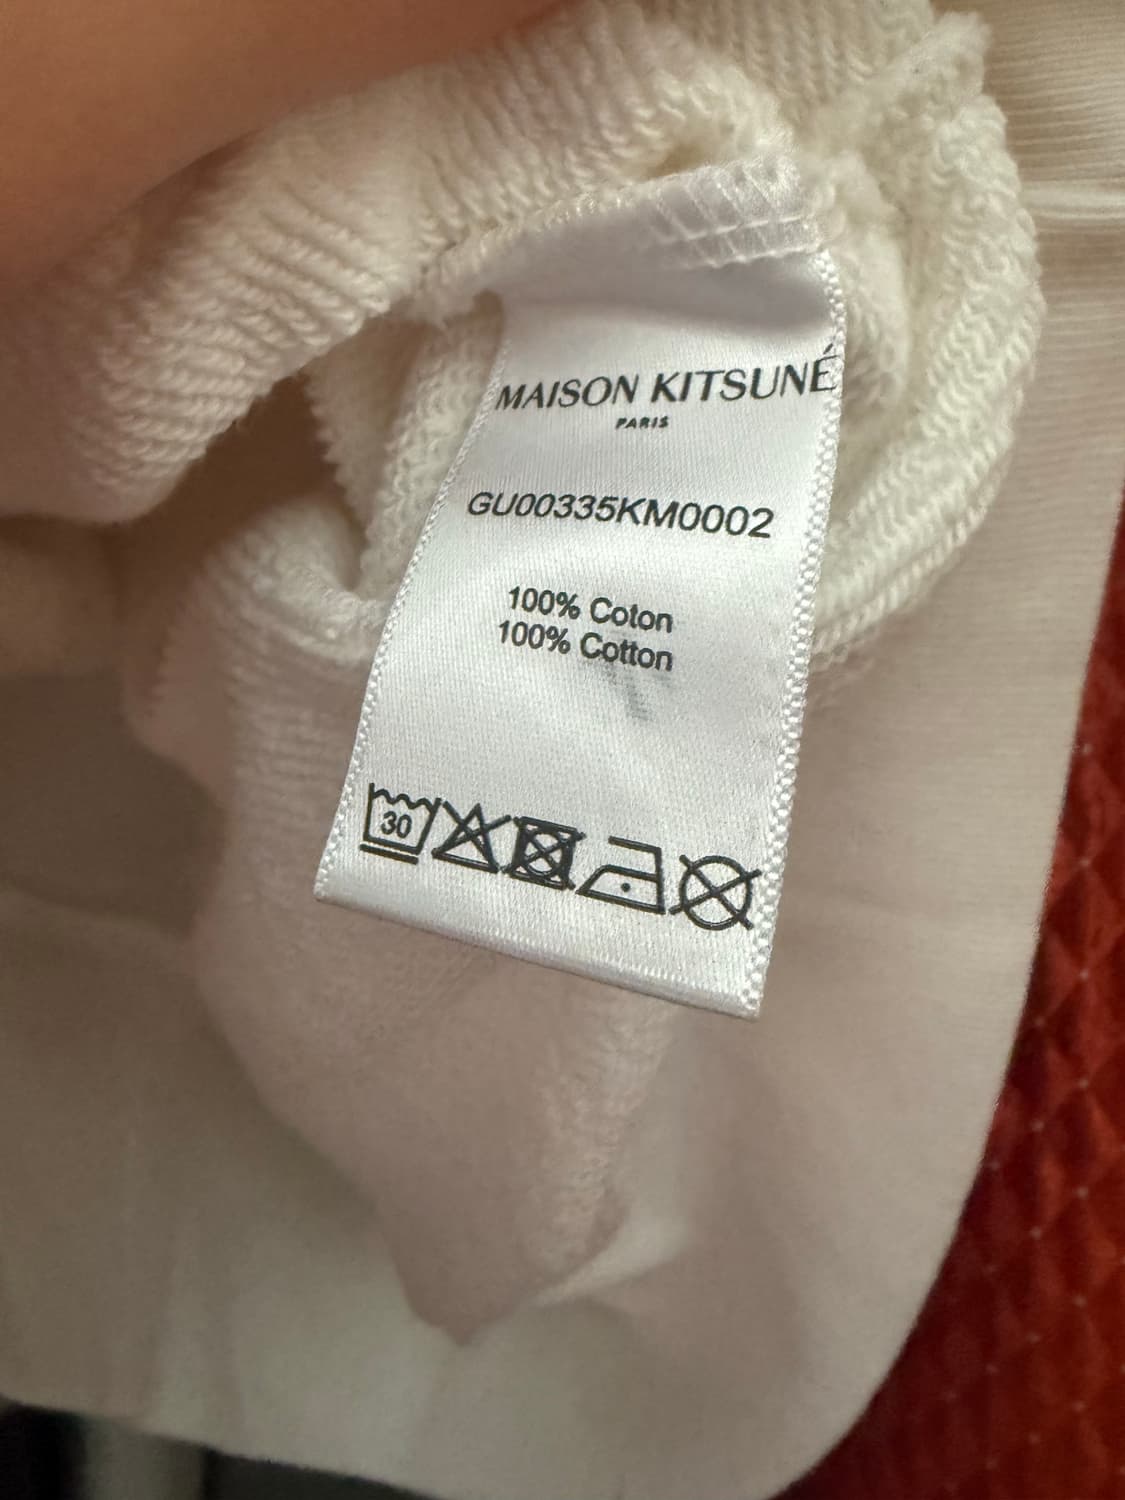 MAISON KITSUNÉ
PARIS
GU00335KM0002
100% Coton
100% Cotton
30